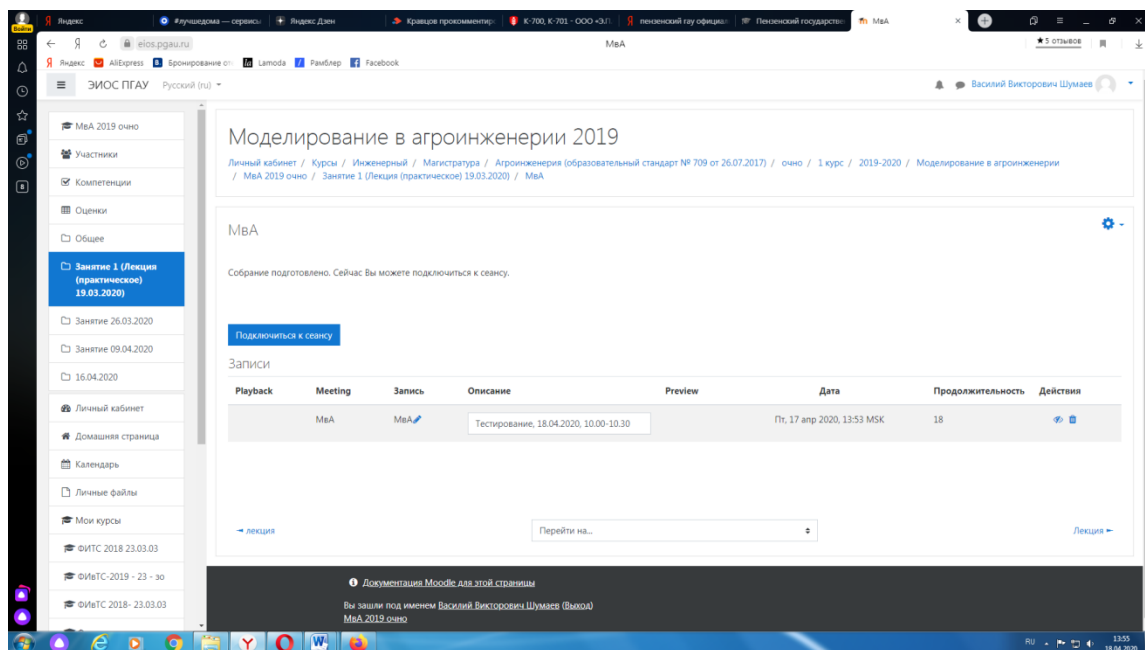 Войти
Яндекс
#лучшедома — сервисы
Яндекс Дзен
Кравцов прокомментир
К-700, К-701 - ООО «З.П.
пензенский гау официал
Пензенский государстве
МвА
eios.pgau.ru
МвА
★5 отзывов
Яндекс AliExpress Бронирование оте Lamoda Рамблер Facebook
ЭИОС ПГАУ Русский (ru)
Василий Викторович Шумаев
МвА 2019 очно
Участники
Компетенции
Оценки
Общее
Занятие 1 (Лекция
(практическое)
19.03.2020)
Занятие 26.03.2020
Занятие 09.04.2020
16.04.2020
Личный кабинет
Домашняя страница
Календарь
Личные файлы
Мои курсы
ФИТС 2018 23.03.03
ФИвТС-2019 - 23 - зо
ФИвТС 2018- 23.03.03
Моделирование в агроинженерии 2019
Личный кабинет / Курсы / Инженерный / Магистратура / Агроинженерия (образовательный стандарт № 709 от 26.07.2017) / очно / 1 курс / 2019-2020 / Моделирование в агроинженерии
/ МвА 2019 очно / Занятие 1 (Лекция (практическое) 19.03.2020) / МвА
МвА
Собрание подготовлено. Сейчас Вы можете подключиться к сеансу.
Подключиться к сеансу
Записи
Playback Meeting Запись Описание Preview Дата Продолжительность Действия
МвА МвА Тестирование, 18.04.2020, 10.00-10.30 Пт, 17 апр 2020, 13:53 MSK 18
◄ лекция
Перейти на...
Лекция ►
Документация Moodle для этой страницы
Вы зашли под именем Василий Викторович Шумаев (Выход)
МвА 2019 очно
RU
13:55
18.04.2020